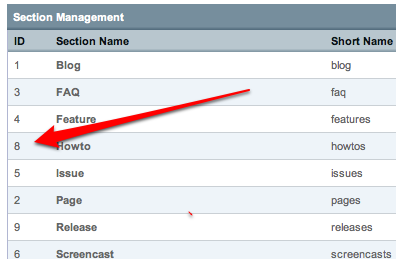 Section Management
ID Section Name Short Name
1 Blog blog
3 FAQ faq
4 Feature features
8 Howto howtos
5 Issue issues
2 Page pages
9 Release releases
6 Screencast screencasts